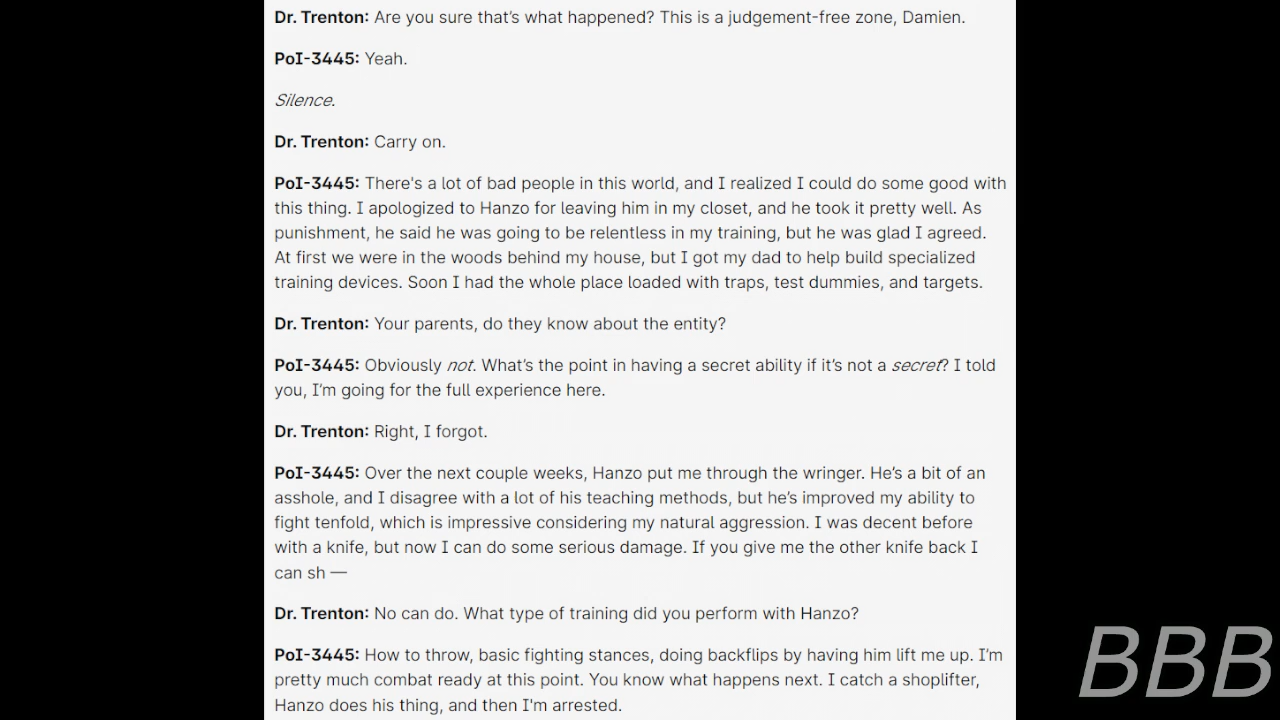 Dr. Trenton: Are you sure that’s what happened? This is a judgement-free zone, Damien.
PoI-3445: Yeah.
Silence.
Dr. Trenton: Carry on.
PoI-3445: There's a lot of bad people in this world, and I realized I could do some good with
this thing. I apologized to Hanzo for leaving him in my closet, and he took it pretty well. As
punishment, he said he was going to be relentless in my training, but he was glad I agreed.
At first we were in the woods behind my house, but I got my dad to help build specialized
training devices. Soon I had the whole place loaded with traps, test dummies, and targets.
Dr. Trenton: Your parents, do they know about the entity?
PoI-3445: Obviously not. What’s the point in having a secret ability if it’s not a secret? I told
you, I’m going for the full experience here.
Dr. Trenton: Right, I forgot.
PoI-3445: Over the next couple weeks, Hanzo put me through the wringer. He’s a bit of an
asshole, and I disagree with a lot of his teaching methods, but he’s improved my ability to
fight tenfold, which is impressive considering my natural aggression. I was decent before
with a knife, but now I can do some serious damage. If you give me the other knife back I
can sh —
Dr. Trenton: No can do. What type of training did you perform with Hanzo?
PoI-3445: How to throw, basic fighting stances, doing backflips by having him lift me up. I’m
pretty much combat ready at this point. You know what happens next. I catch a shoplifter,
Hanzo does his thing, and then I'm arrested.
BBB